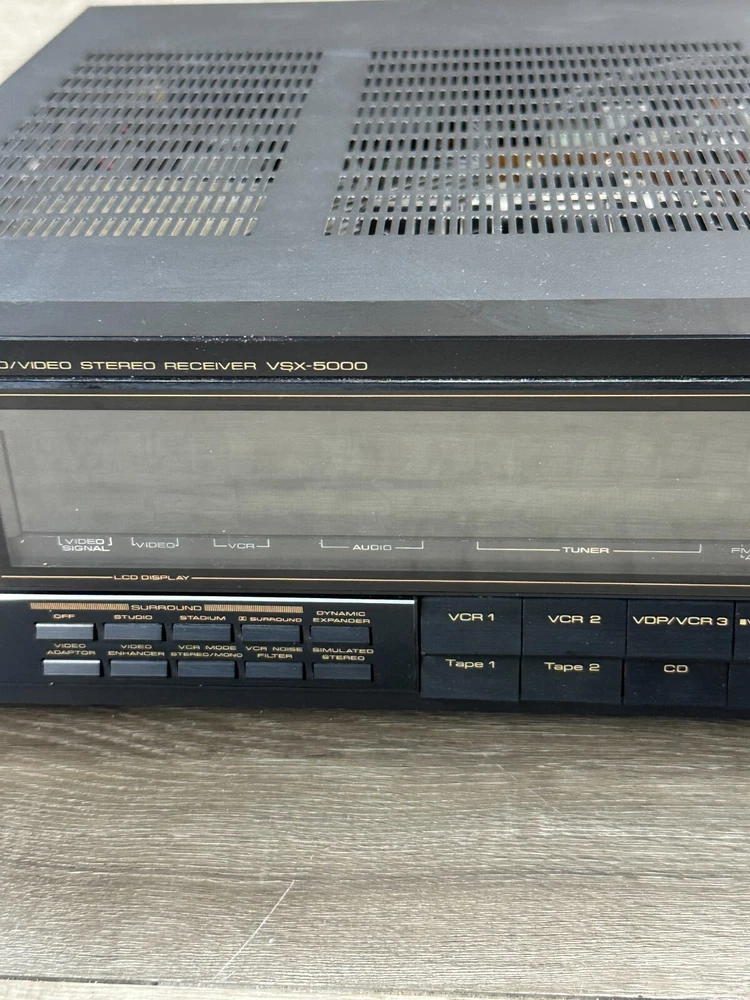 O/VIDEO STEREO RECEIVER VSX-5000
VIDEO SIGNAL VIDEO VCR AUDIO TUNER FM
LCD DISPLAY
SURROUND
OFF STUDIO STADIUM SURROUND DYNAMIC EXPANDER
VCR 1 VCR 2 VDP/VCR 3
VIDEO ADAPTOR VIDEO ENHANCER VCR MODE STEREO/MONO VCR NOISE FILTER SIMULATED STEREO
Tape 1 Tape 2 CD